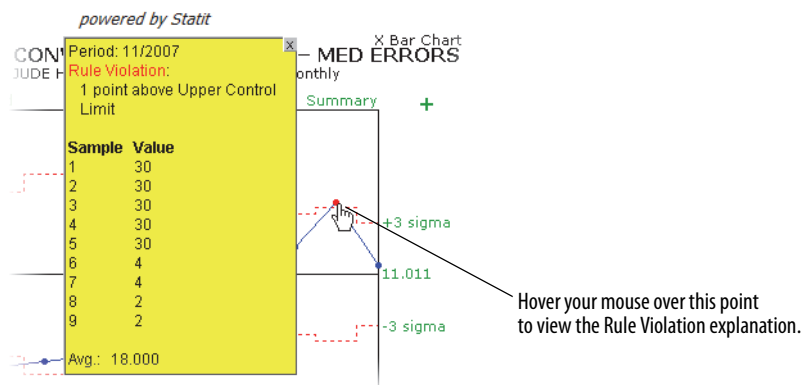 powered by Statit
X Bar Chart
CON
– MED ERRORS
JUDE H
onthly
x
Period: 11/2007
Rule Violation:
1 point above Upper Control
Limit
Sample Value
1 30
2 30
3 30
4 30
5 30
6 4
7 4
8 2
9 2
Avg.: 18.000
Summary +
+3 sigma
11.011
-3 sigma
Hover your mouse over this point
to view the Rule Violation explanation.